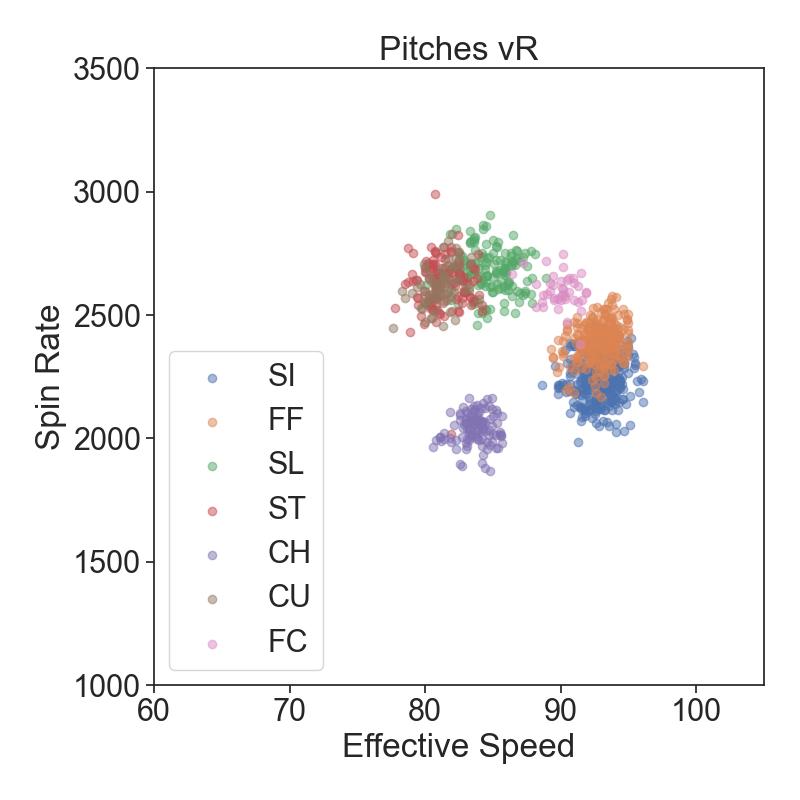 Pitches vR
3500
3000
2500
2000
1500
1000
Spin Rate
SI
FF
SL
ST
CH
CU
FC
60 70 80 90 100
Effective Speed